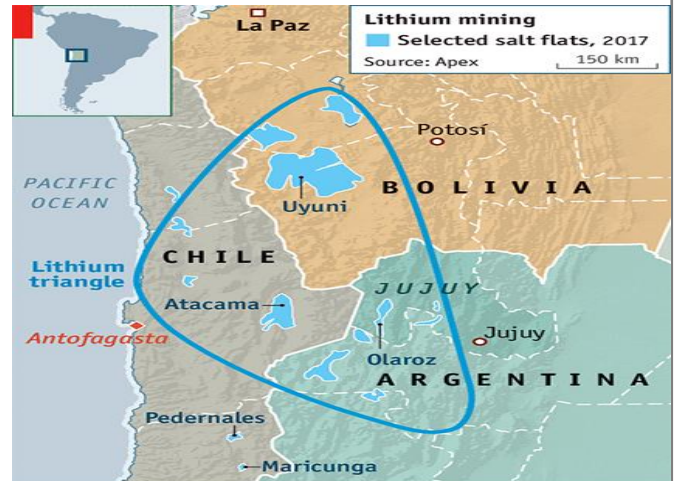 Lithium mining
Selected salt flats, 2017
Source: Apex
150 km
La Paz
Potosí
PACIFIC
OCEAN
BOLIVIA
Uyuni
CHILE
Lithium
triangle
JUJUY
Atacama
Antofagasta
Jujuy
Olaroz
ARGENTINA
Pedernales
Maricunga